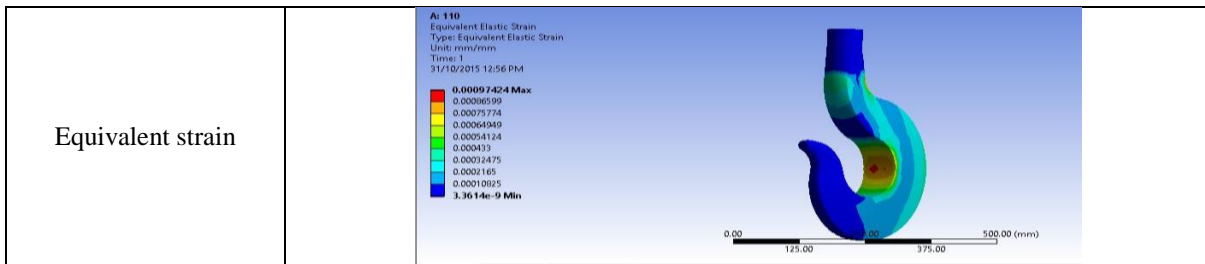 Equivalent strain
A: 110
Equivalent Elastic Strain
Type: Equivalent Elastic Strain
Unit: mm/mm
Time: 1
31/10/2015 12:56 PM
0.00097424 Max
0.00086599
0.00075774
0.00064949
0.00054124
0.000433
0.00032475
0.0002165
0.00010825
3.3614e-9 Min
0.00
500.00 (mm)
125.00
375.00